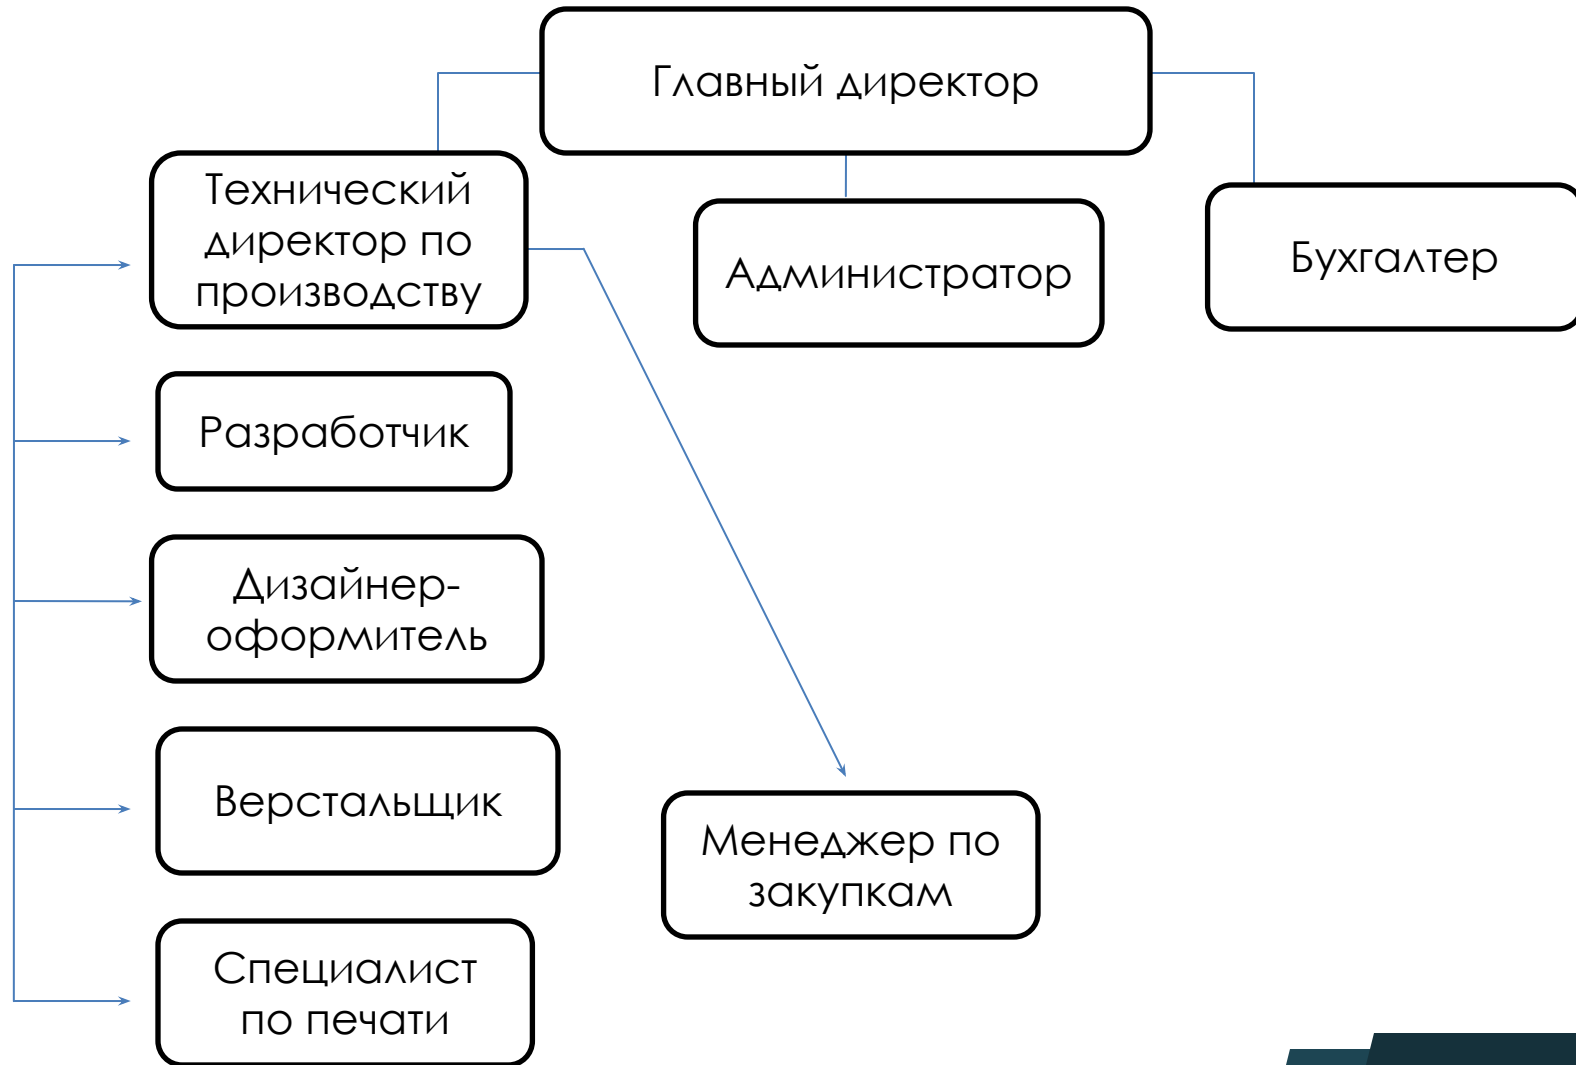 Главный директор
Технический
директор по
производству
Администратор
Бухгалтер
Разработчик
Дизайнер-
оформитель
Верстальщик
Менеджер по
закупкам
Специалист
по печати